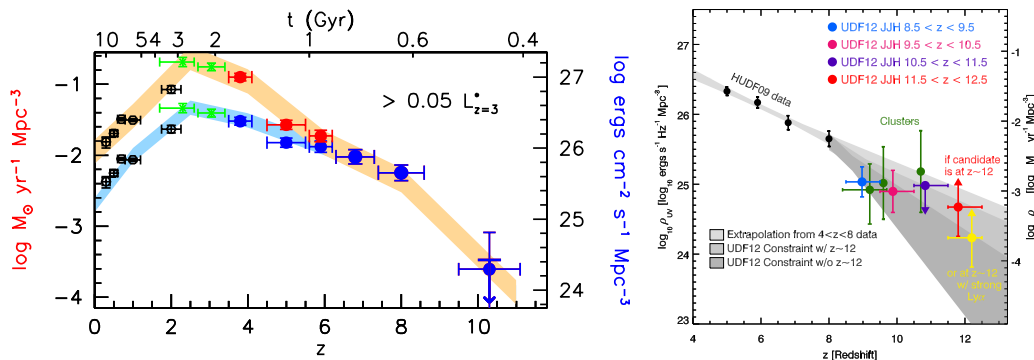 t (Gyr)
10 5 4 3 2 1 0.6 0.4
log M⊙ yr⁻¹ Mpc⁻³
-1
-2
-3
-4
> 0.05 L*z=3
27
26
25
24
log ergs cm⁻² s⁻¹ Mpc⁻³
0 2 4 6 8 10
z
UDF12 JJH 8.5 < z < 9.5
UDF12 JJH 9.5 < z < 10.5
UDF12 JJH 10.5 < z < 11.5
UDF12 JJH 11.5 < z < 12.5
HUDF09 data
Clusters
if candidate
is at z~12
Extrapolation from 4<z<8 data
UDF12 Constraint w/ z~12
UDF12 Constraint w/o z~12
or at z~12
w/ strong
Lyα
27
26
25
24
23
log₁₀ ρUV [log₁₀ ergs s⁻¹ Hz⁻¹ Mpc⁻³]
-1
-2
-3
yr⁻¹ Mpc⁻³]
4 6 8 10 12
z [Redshift]